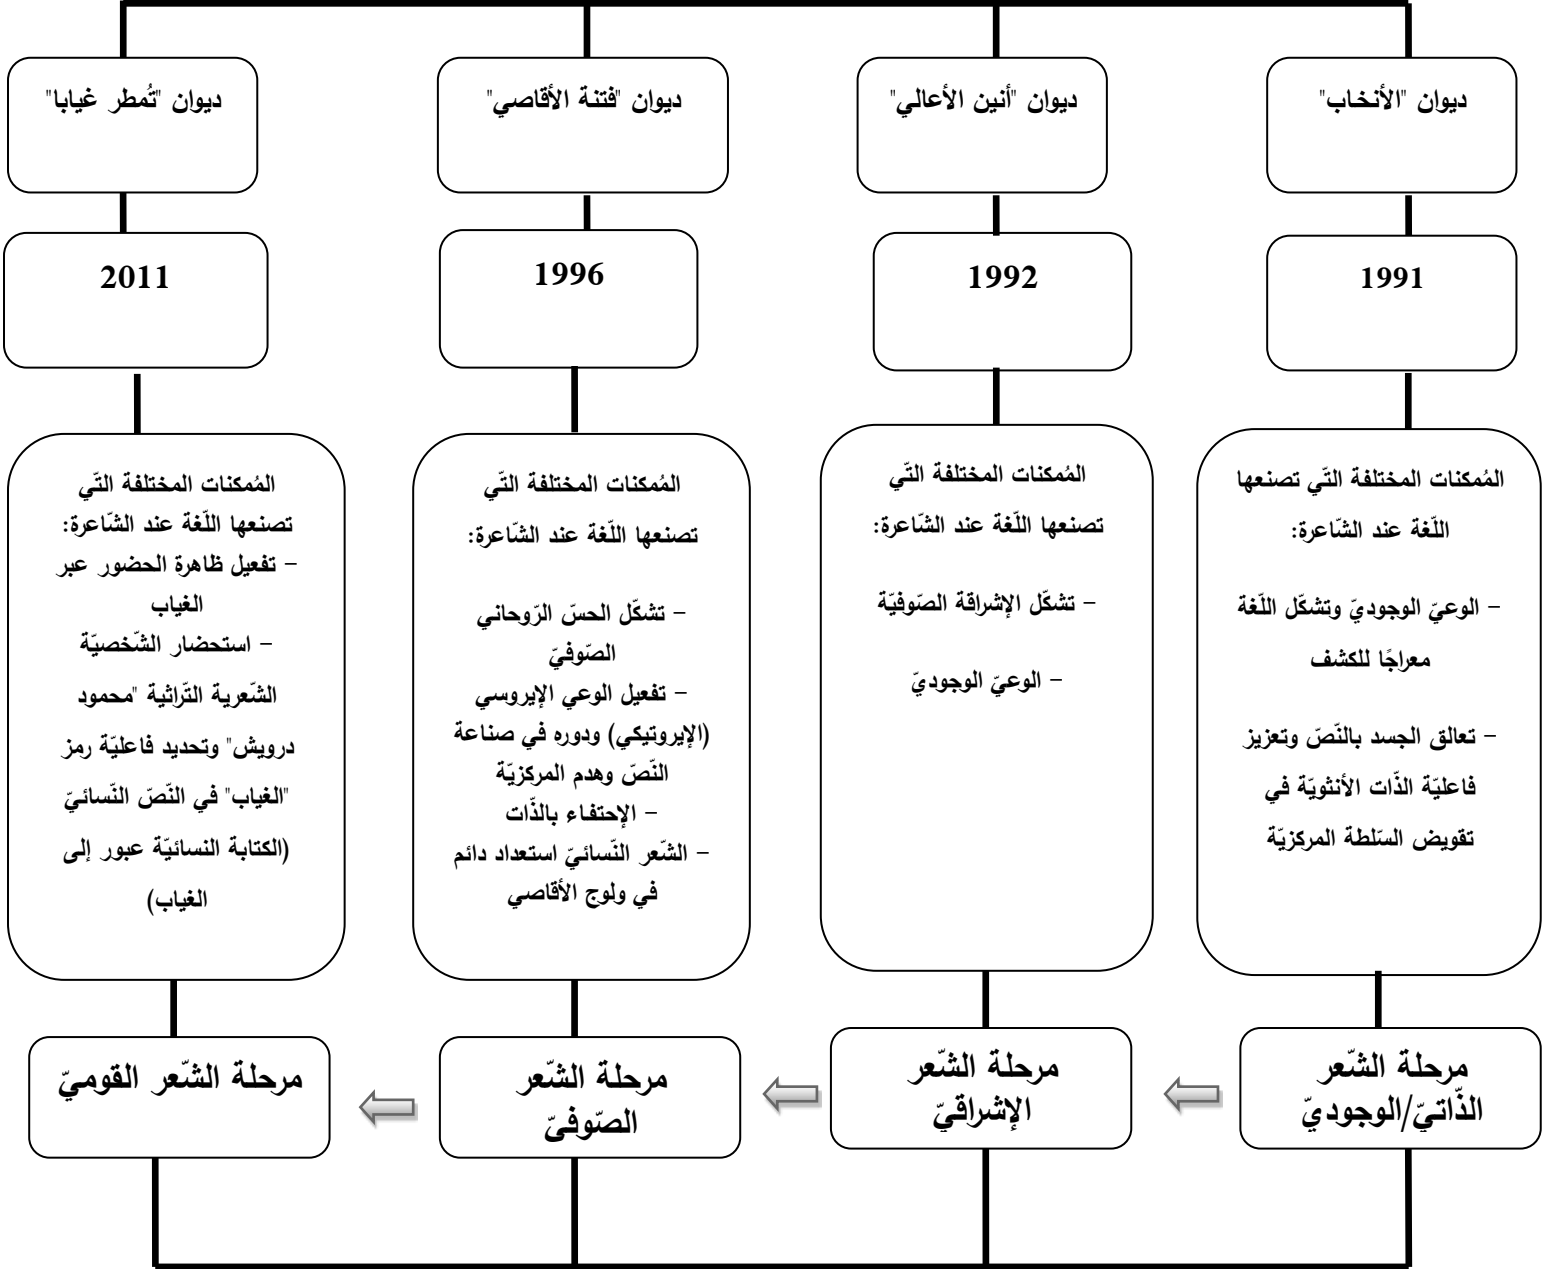 ديوان "الأنخاب"
ديوان "أنين الأعالي"
ديوان "فتنة الأقاصي"
ديوان "تُمطر غيابا"
1991
1992
1996
2011
المُمكنات المختلفة التّي تصنعها
اللّغة عند الشّاعرة:
– الوعيّ الوجوديّ وتشكّل اللّغة
معراجًا للكشف
– تعالق الجسد بالنّصّ وتعزيز
فاعليّة الذّات الأنثويّة في
تقويض السّلطة المركزيّة
المُمكنات المختلفة التّي
تصنعها اللّغة عند الشّاعرة:
– تشكّل الإشراقة الصّوفيّة
– الوعيّ الوجوديّ
المُمكنات المختلفة التّي
تصنعها اللّغة عند الشّاعرة:
– تشكّل الحسّ الرّوحاني
الصّوفيّ
– تفعيل الوعي الإيروسي
(الإيروتيكي) ودوره في صناعة
النّصّ وهدم المركزيّة
– الإحتفاء بالذّات
– الشّعر النّسائيّ استعداد دائم
في ولوج الأقاصي
المُمكنات المختلفة التّي
تصنعها اللّغة عند الشّاعرة:
– تفعيل ظاهرة الحضور عبر
الغياب
– استحضار الشّخصيّة
الشّعرية التّراثية "محمود
درويش" وتحديد فاعليّة رمز
"الغياب" في النّصّ النّسائيّ
(الكتابة النسائيّة عبور إلى
الغياب)
مرحلة الشّعر
الذّاتيّ/الوجوديّ
مرحلة الشّعر
الإشراقيّ
مرحلة الشّعر
الصّوفيّ
مرحلة الشّعر القوميّ